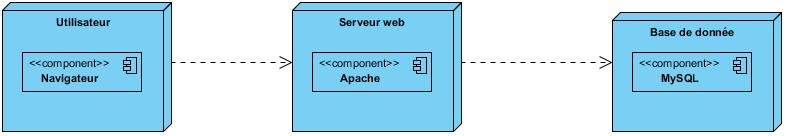 Utilisateur
<<component>>
Navigateur
Serveur web
<<component>>
Apache
Base de donnée
<<component>>
MySQL